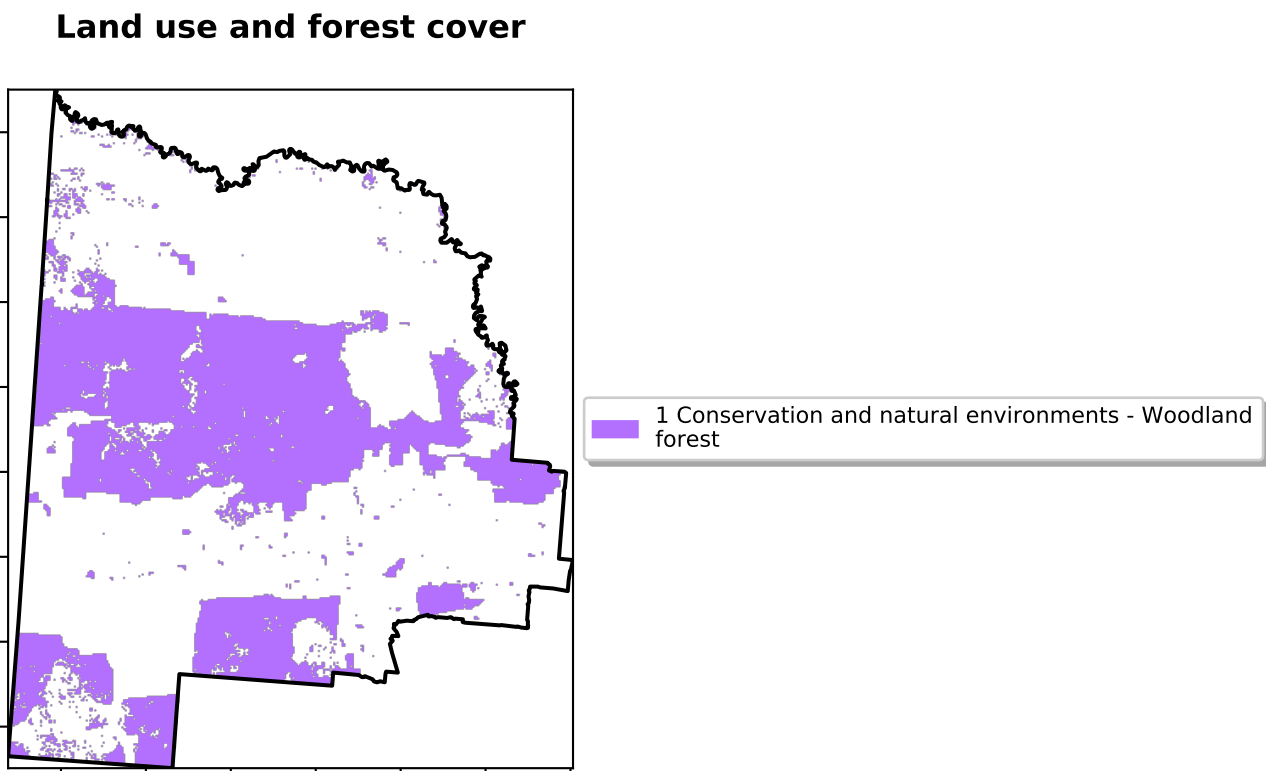 Land use and forest cover
1 Conservation and natural environments - Woodland
forest